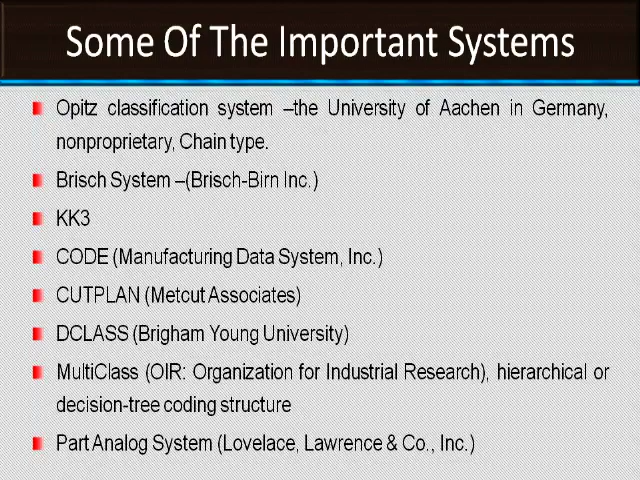 Some Of The Important Systems
Opitz classification system –the University of Aachen in Germany,
nonproprietary, Chain type.
Brisch System –(Brisch-Birn Inc.)
KK3
CODE (Manufacturing Data System, Inc.)
CUTPLAN (Metcut Associates)
DCLASS (Brigham Young University)
MultiClass (OIR: Organization for Industrial Research), hierarchical or
decision-tree coding structure
Part Analog System (Lovelace, Lawrence & Co., Inc.)